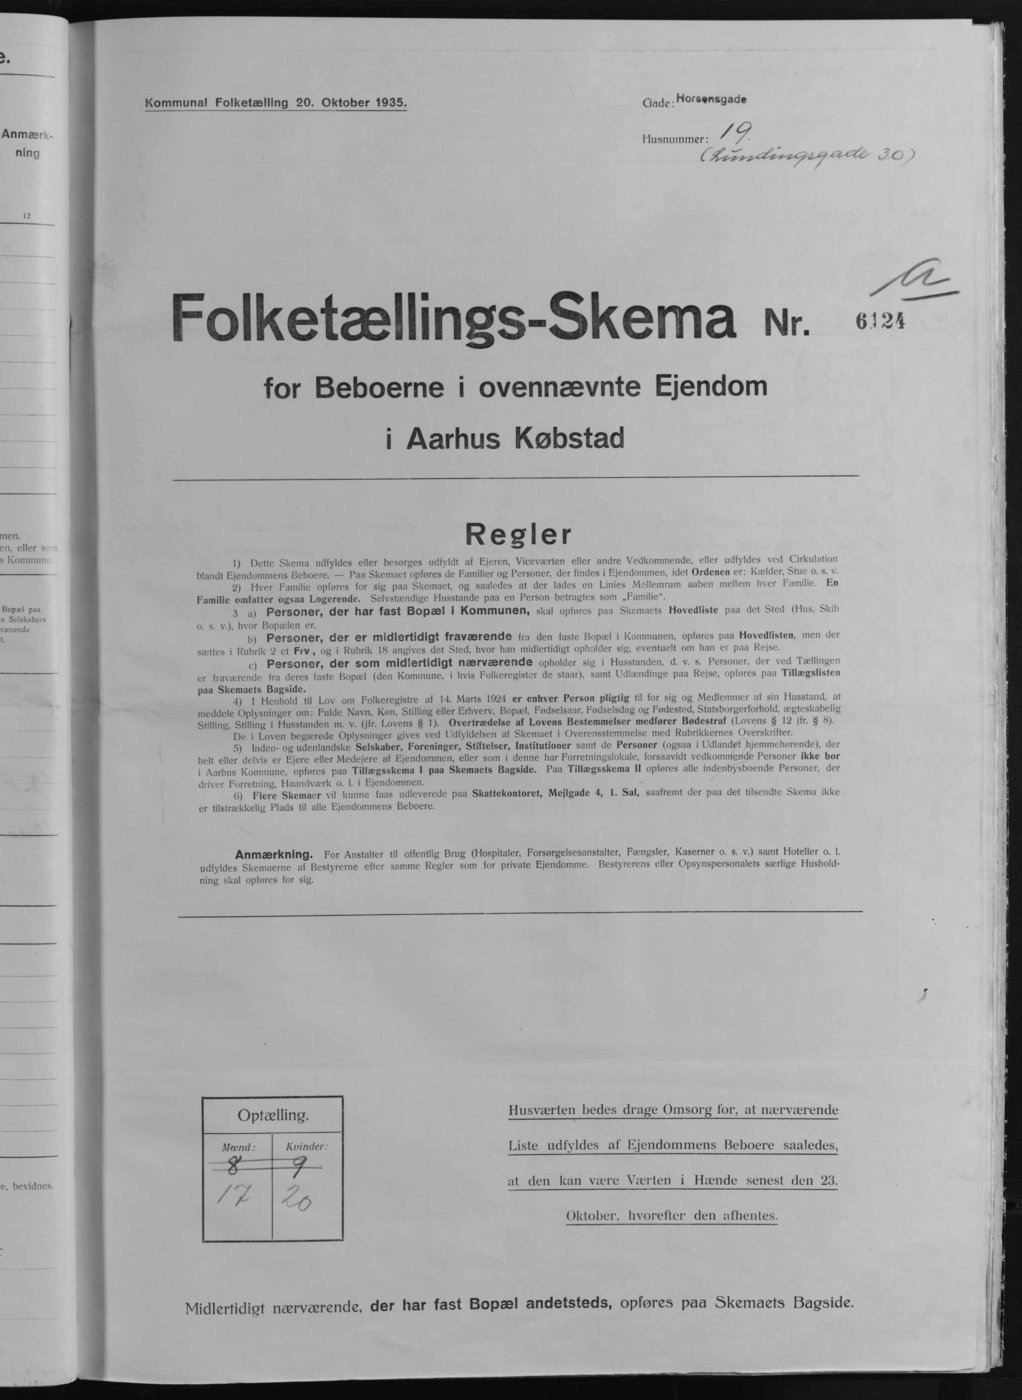 e.
Anmærk-
ning
12
men.
en, eller som
s Kommune
Bopæl paa
e Selskabers
værende
t.
e, bevidnes.
Kommunal Folketælling 20. Oktober 1935.
Gade: Horsensgade
Husnummer: 19.
(Lundingsgade 30)
a
Folketællings-Skema Nr. 6124
for Beboerne i ovennævnte Ejendom
i Aarhus Købstad
Regler
1) Dette Skema udfyldes eller besørges udfyldt af Ejeren, Viceværten eller andre Vedkommende, eller udfyldes ved Cirkulation
blandt Ejendommens Beboere. — Paa Skemaet opføres de Familier og Personer, der findes i Ejendommen, idet Ordenen er: Kælder, Stue o. s. v.
2) Hver Familie opføres for sig paa Skemaet, og saaledes at der lades en Linies Mellemrum aaben mellem hver Familie. En
Familie omfatter ogsaa Logerende. Selvstændige Husstande paa en Person betragtes som „Familie".
3 a) Personer, der har fast Bopæl i Kommunen, skal opføres paa Skemaets Hovedliste paa det Sted (Hus, Skib
o. s. v.), hvor Bopælen er.
b) Personer, der er midlertidigt fraværende fra den faste Bopæl i Kommunen, opføres paa Hovedlisten, men der
sættes i Rubrik 2 et Frv., og i Rubrik 18 angives det Sted, hvor han midlertidigt opholder sig, eventuelt om han er paa Rejse.
c) Personer, der som midlertidigt nærværende opholder sig i Husstanden, d. v. s. Personer, der ved Tællingen
er fraværende fra deres faste Bopæl (den Kommune, i hvis Folkeregister de staar), samt Udlændinge paa Rejse, opføres paa Tillægslisten
paa Skemaets Bagside.
4) I Henhold til Lov om Folkeregistre af 14. Marts 1924 er enhver Person pligtig til for sig og Medlemmer af sin Husstand, at
meddele Oplysninger om: Fulde Navn, Køn, Stilling eller Erhverv, Bopæl, Fødselsaar, Fødselsdag og Fødested, Statsborgerforhold, ægteskabelig
Stilling, Stilling i Husstanden m. v. (jfr. Lovens § 1). Overtrædelse af Lovens Bestemmelser medfører Bødestraf (Lovens § 12 jfr. § 8).
De i Loven begærede Oplysninger gives ved Udfyldelsen af Skemaet i Overensstemmelse med Rubrikkernes Overskrifter.
5) Inden- og udenlandske Selskaber, Foreninger, Stiftelser, Institutioner samt de Personer (ogsaa i Udlandet hjemmehørende), der
helt eller delvis er Ejere eller Medejere af Ejendommen, eller som i denne har Forretningslokale, forsaavidt vedkommende Personer ikke bor
i Aarhus Kommune, opføres paa Tillægsskema I paa Skemaets Bagside. Paa Tillægsskema II opføres alle indenbysboende Personer, der
driver Forretning, Haandværk o. l. i Ejendommen.
6) Flere Skemaer vil kunne faas udleverede paa Skattekontoret, Mejlgade 4, 1. Sal, saafremt der paa det tilsendte Skema ikke
er tilstrækkelig Plads til alle Ejendommens Beboere.
Anmærkning. For Anstalter til offentlig Brug (Hospitaler, Forsørgelsesanstalter, Fængsler, Kaserner o. s. v.) samt Hoteller o. l.
udfyldes Skemaerne af Bestyrerne efter samme Regler som for private Ejendomme. Bestyrerens eller Opsynspersonalets særlige Hushold-
ning skal opføres for sig.
Optælling.
Mænd: Kvinder:
8 9
17 20
Husværten bedes drage Omsorg for, at nærværende
Liste udfyldes af Ejendommens Beboere saaledes,
at den kan være Værten i Hænde senest den 23.
Oktober, hvorefter den afhentes.
Midlertidigt nærværende, der har fast Bopæl andetsteds, opføres paa Skemaets Bagside.